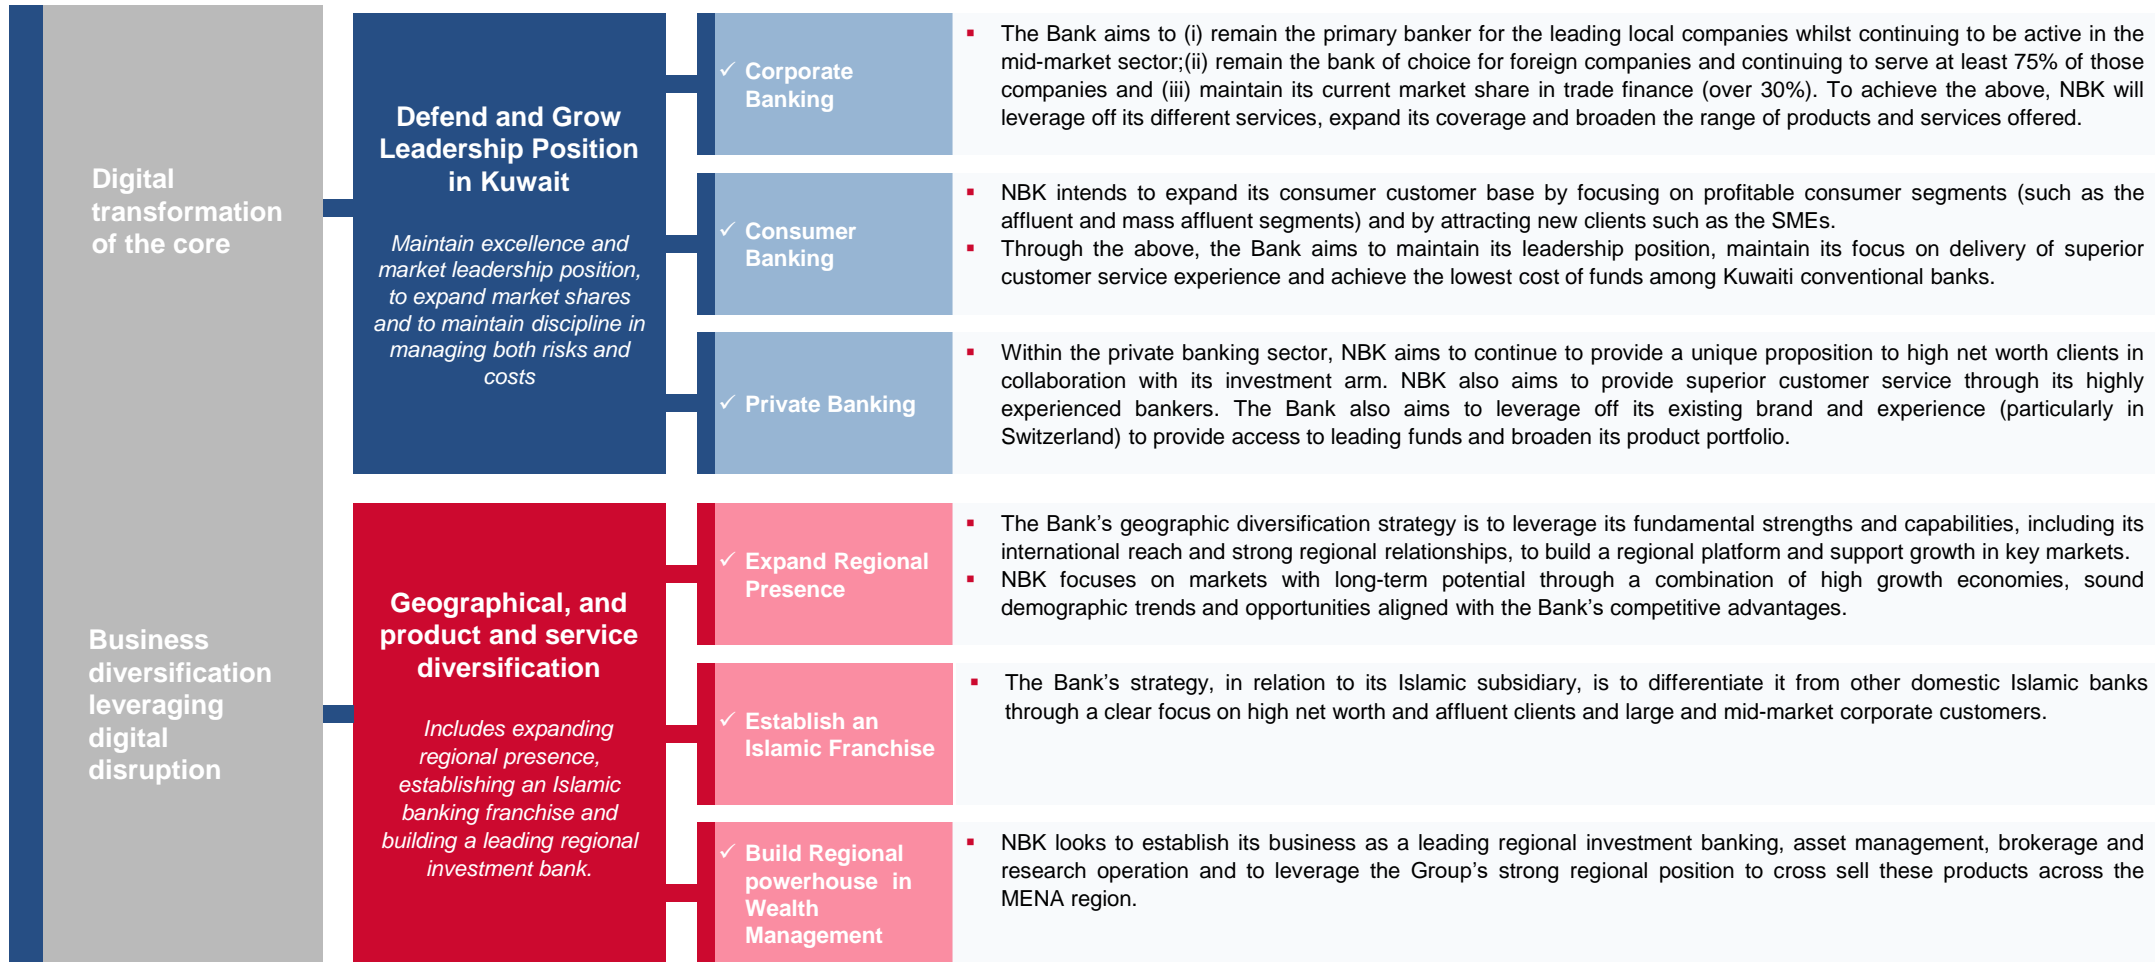 Digital
transformation
of the core
Defend and Grow
Leadership Position
in Kuwait
Maintain excellence and
market leadership position,
to expand market shares
and to maintain discipline in
managing both risks and
costs
✓ Corporate
Banking
▪ The Bank aims to (i) remain the primary banker for the leading local companies whilst continuing to be active in the
mid-market sector;(ii) remain the bank of choice for foreign companies and continuing to serve at least 75% of those
companies and (iii) maintain its current market share in trade finance (over 30%). To achieve the above, NBK will
leverage off its different services, expand its coverage and broaden the range of products and services offered.
✓ Consumer
Banking
▪ NBK intends to expand its consumer customer base by focusing on profitable consumer segments (such as the
affluent and mass affluent segments) and by attracting new clients such as the SMEs.
▪ Through the above, the Bank aims to maintain its leadership position, maintain its focus on delivery of superior
customer service experience and achieve the lowest cost of funds among Kuwaiti conventional banks.
✓ Private Banking
▪ Within the private banking sector, NBK aims to continue to provide a unique proposition to high net worth clients in
collaboration with its investment arm. NBK also aims to provide superior customer service through its highly
experienced bankers. The Bank also aims to leverage off its existing brand and experience (particularly in
Switzerland) to provide access to leading funds and broaden its product portfolio.
Business
diversification
leveraging
digital
disruption
Geographical, and
product and service
diversification
Includes expanding
regional presence,
establishing an Islamic
banking franchise and
building a leading regional
investment bank.
✓ Expand Regional
Presence
▪ The Bank’s geographic diversification strategy is to leverage its fundamental strengths and capabilities, including its
international reach and strong regional relationships, to build a regional platform and support growth in key markets.
▪ NBK focuses on markets with long-term potential through a combination of high growth economies, sound
demographic trends and opportunities aligned with the Bank’s competitive advantages.
✓ Establish an
Islamic Franchise
▪ The Bank’s strategy, in relation to its Islamic subsidiary, is to differentiate it from other domestic Islamic banks
through a clear focus on high net worth and affluent clients and large and mid-market corporate customers.
✓ Build Regional
powerhouse in
Wealth
Management
▪ NBK looks to establish its business as a leading regional investment banking, asset management, brokerage and
research operation and to leverage the Group’s strong regional position to cross sell these products across the
MENA region.